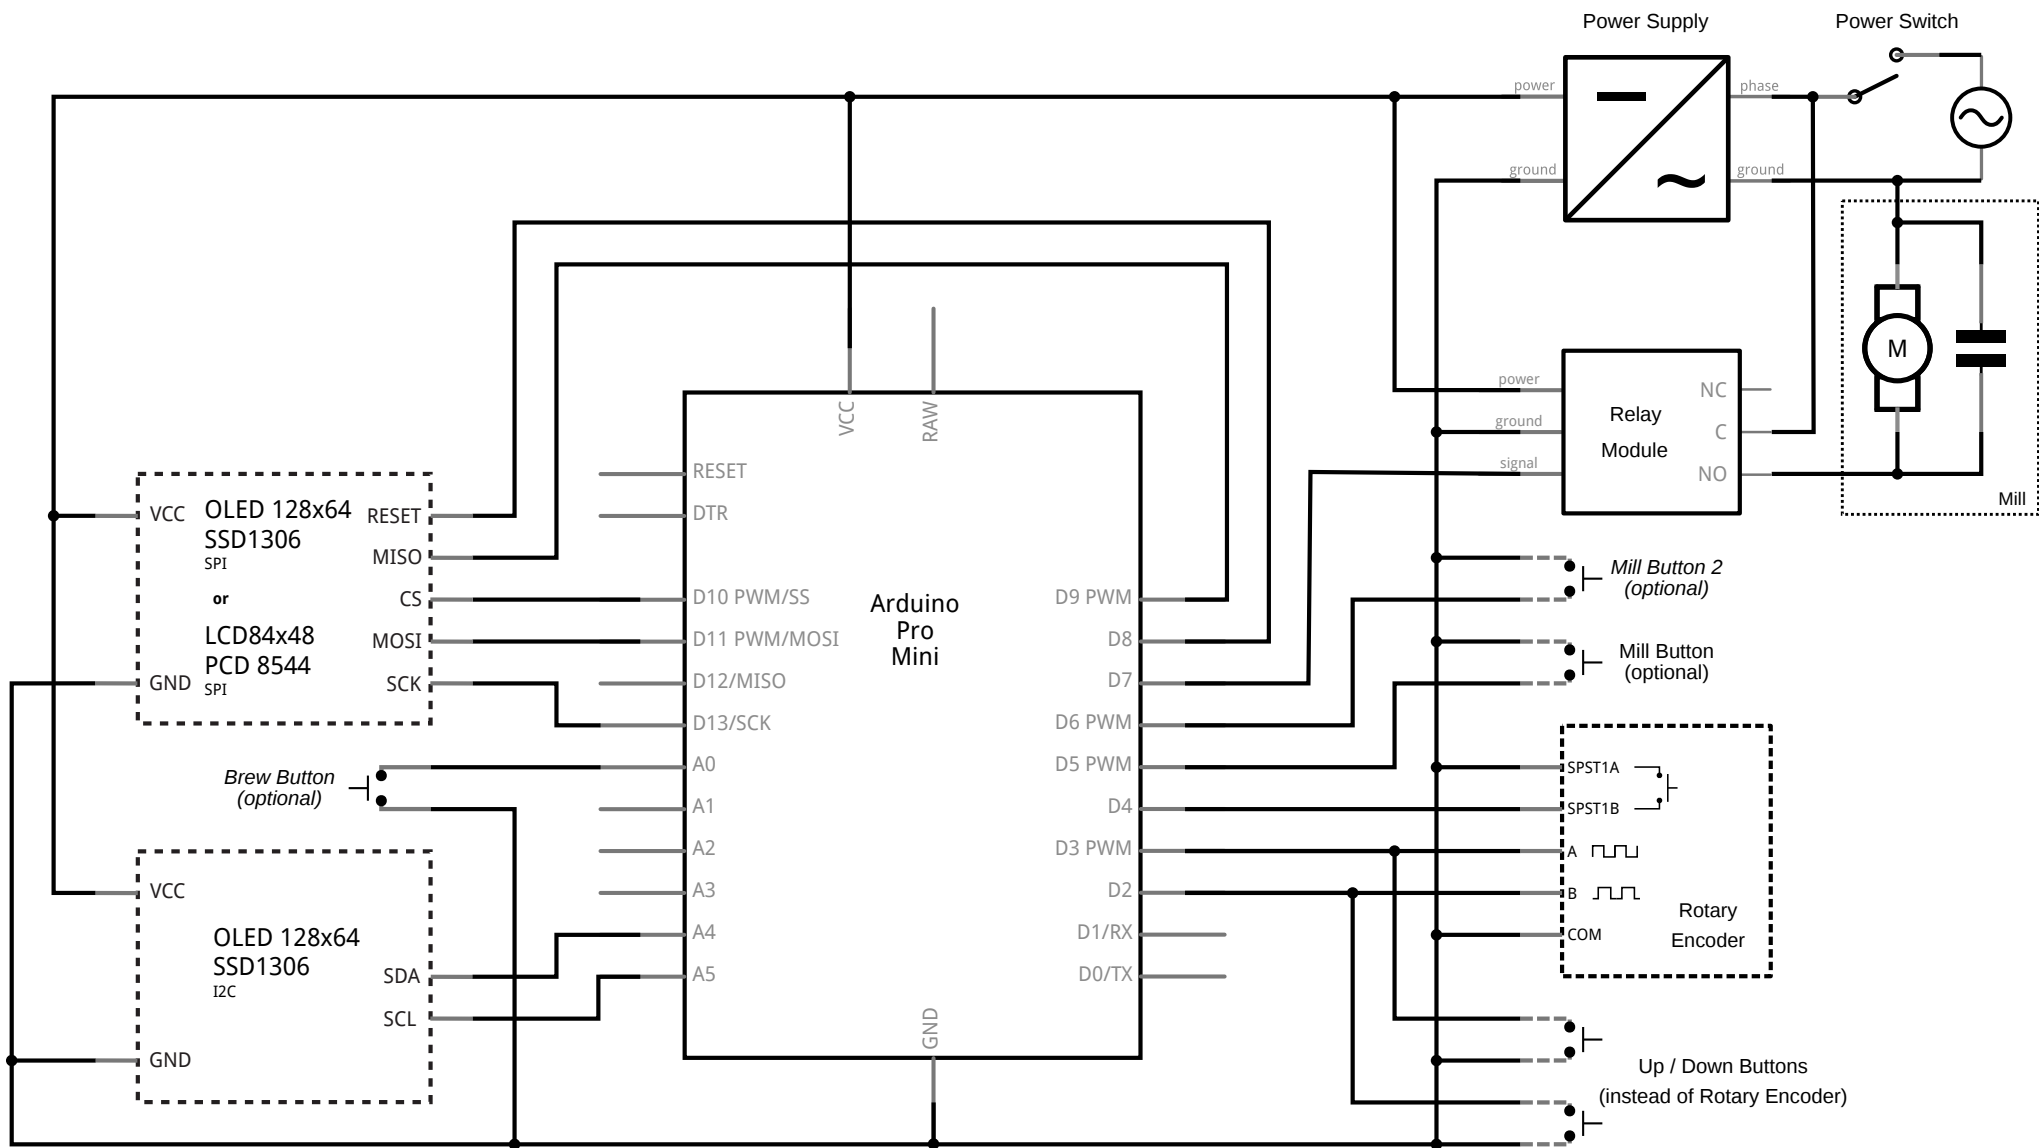 Power Supply
Power Switch
power
phase
ground
ground
VCC
RAW
power
ground
signal
Relay
Module
NC
C
NO
M
Mill
RESET
DTR
D10 PWM/SS
D11 PWM/MOSI
D12/MISO
D13/SCK
A0
A1
A2
A3
A4
A5
Arduino
Pro
Mini
D9 PWM
D8
D7
D6 PWM
D5 PWM
D4
D3 PWM
D2
D1/RX
D0/TX
GND
VCC
OLED 128x64
SSD1306
SPI
or
LCD84x48
PCD 8544
SPI
GND
RESET
MISO
CS
MOSI
SCK
Brew Button
(optional)
VCC
OLED 128x64
SSD1306
I2C
SDA
SCL
GND
Mill Button 2
(optional)
Mill Button
(optional)
SPST1A
SPST1B
A
B
COM
Rotary
Encoder
Up / Down Buttons
(instead of Rotary Encoder)